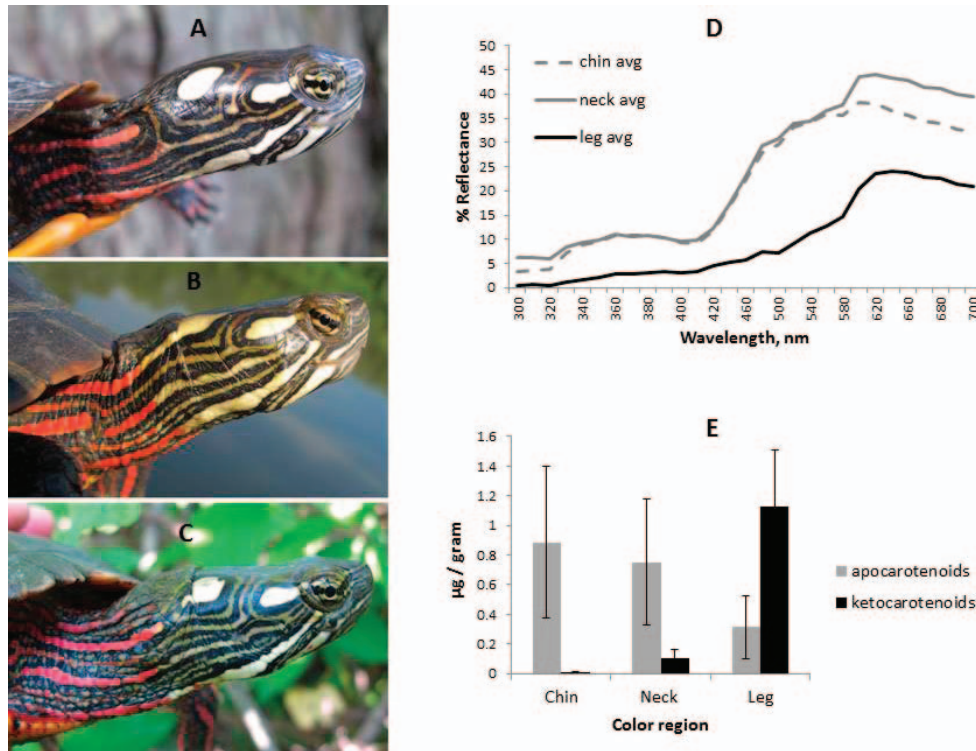 A
B
C
D
50
45
40
35
30
25
20
15
10
5
0
% Reflectance
chin avg
neck avg
leg avg
300 320 340 380 400 420 460 480 500 540 580 620 660 680 700
Wavelength, nm
E
1.6
1.4
1.2
1
0.8
0.6
0.4
0.2
0
µg / gram
apocarotenoids
ketocarotenoids
Chin Neck Leg
Color region